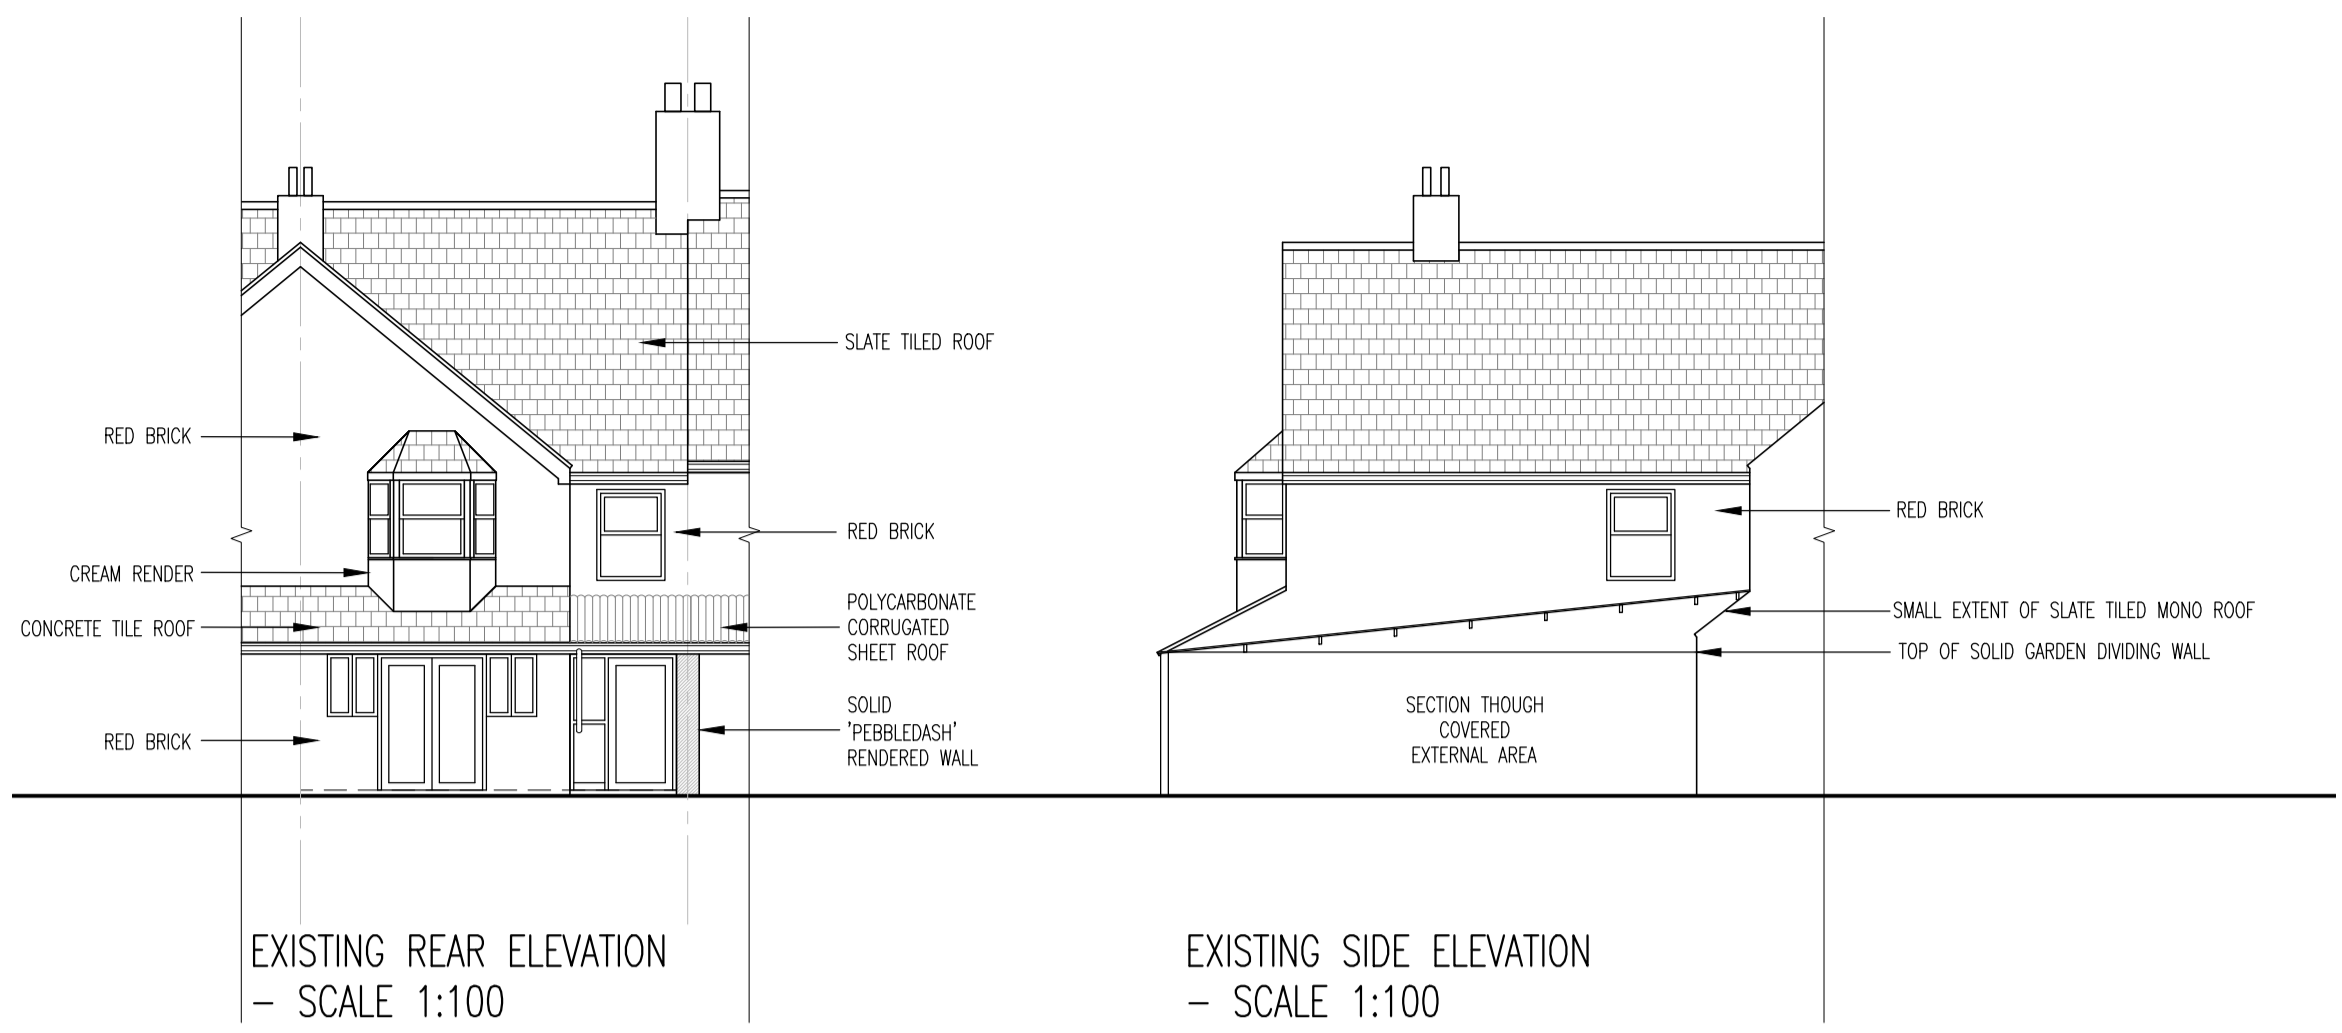 SLATE TILED ROOF
RED BRICK
RED BRICK
CREAM RENDER
CONCRETE TILE ROOF
POLYCARBONATE
CORRUGATED
SHEET ROOF
SOLID
'PEBBLEDASH'
RENDERED WALL
RED BRICK
EXISTING REAR ELEVATION
- SCALE 1:100
RED BRICK
SMALL EXTENT OF SLATE TILED MONO ROOF
TOP OF SOLID GARDEN DIVIDING WALL
SECTION THOUGH
COVERED
EXTERNAL AREA
EXISTING SIDE ELEVATION
- SCALE 1:100